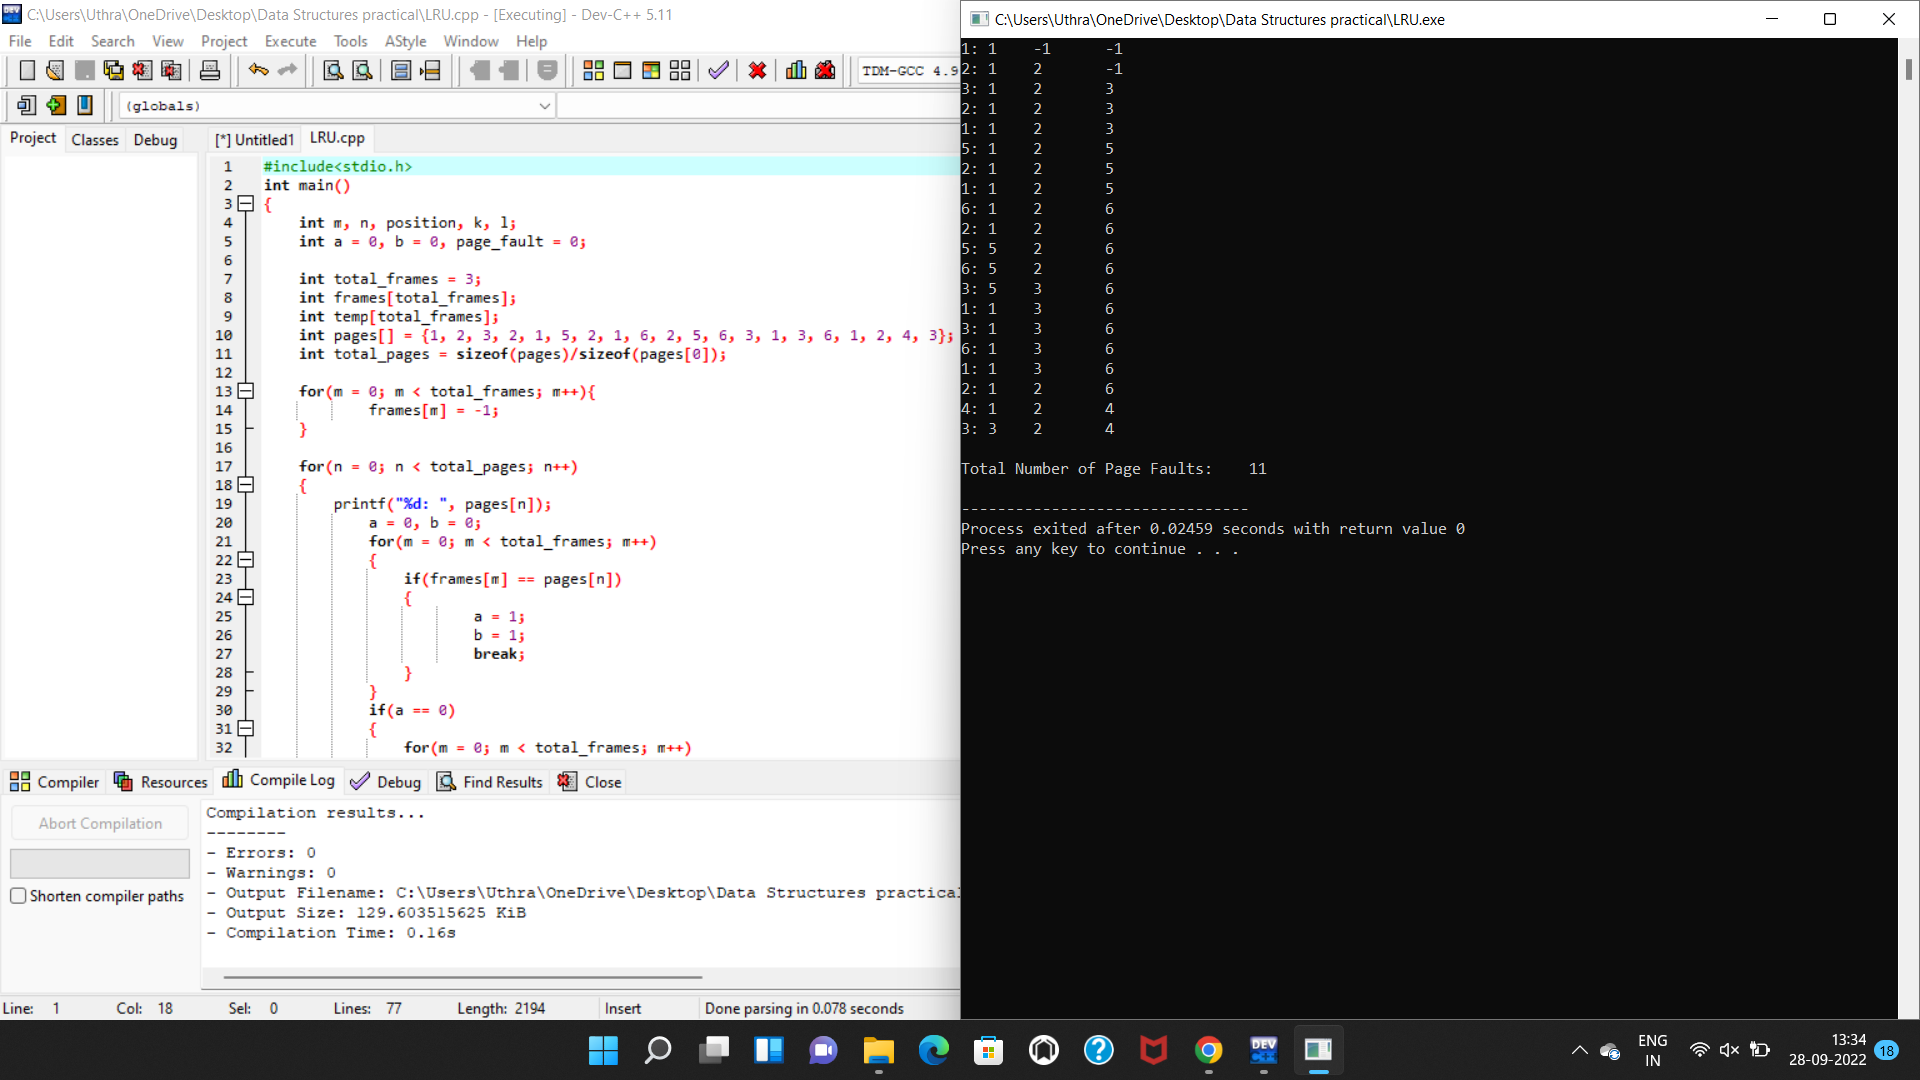 C:\Users\Uthra\OneDrive\Desktop\Data Structures practical\LRU.cpp - [Executing] - Dev-C++ 5.11
File Edit Search View Project Execute Tools AStyle Window Help
TDM-GCC 4.9
(globals)
Project Classes Debug
[*] Untitled1 LRU.cpp
1 #include<stdio.h>
2 int main()
3 {
4 int m, n, position, k, l;
5 int a = 0, b = 0, page_fault = 0;
6
7 int total_frames = 3;
8 int frames[total_frames];
9 int temp[total_frames];
10 int pages[] = {1, 2, 3, 2, 1, 5, 2, 1, 6, 2, 5, 6, 3, 1, 3, 6, 1, 2, 4, 3};
11 int total_pages = sizeof(pages)/sizeof(pages[0]);
12
13 for(m = 0; m < total_frames; m++){
14 frames[m] = -1;
15 }
16
17 for(n = 0; n < total_pages; n++)
18 {
19 printf("%d: ", pages[n]);
20 a = 0, b = 0;
21 for(m = 0; m < total_frames; m++)
22 {
23 if(frames[m] == pages[n])
24 {
25 a = 1;
26 b = 1;
27 break;
28 }
29 }
30 if(a == 0)
31 {
32 for(m = 0; m < total_frames; m++)
Compiler Resources Compile Log Debug Find Results Close
Abort Compilation
Shorten compiler paths
Compilation results...
--------
- Errors: 0
- Warnings: 0
- Output Filename: C:\Users\Uthra\OneDrive\Desktop\Data Structures practical
- Output Size: 129.603515625 KiB
- Compilation Time: 0.16s
Line: 1 Col: 18 Sel: 0 Lines: 77 Length: 2194 Insert Done parsing in 0.078 seconds
C:\Users\Uthra\OneDrive\Desktop\Data Structures practical\LRU.exe
1: 1 -1 -1
2: 1 2 -1
3: 1 2 3
2: 1 2 3
1: 1 2 3
5: 1 2 5
2: 1 2 5
1: 1 2 5
6: 1 2 6
2: 1 2 6
5: 5 2 6
6: 5 2 6
3: 5 3 6
1: 1 3 6
3: 1 3 6
6: 1 3 6
1: 1 3 6
2: 1 2 6
4: 1 2 4
3: 3 2 4
Total Number of Page Faults: 11
--------------------------------
Process exited after 0.02459 seconds with return value 0
Press any key to continue . . .
DEV C++
ENG
IN
13:34
28-09-2022
18